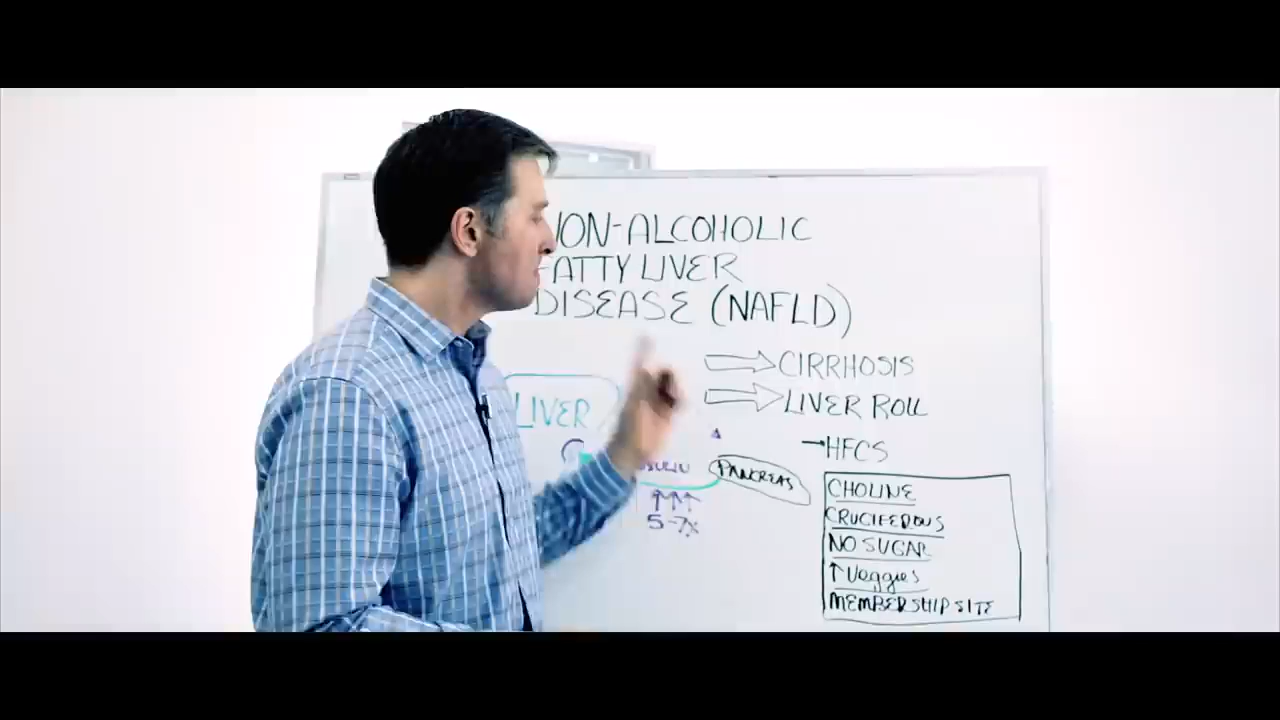 NON-ALCOHOLIC
FATTY LIVER
DISEASE (NAFLD)
CIRRHOSIS
LIVER
LIVER ROLL
HFCS
PANCREAS
5-7x
CHOLINE
CRUCIFEROUS
NO SUGAR
↑Veggies
MEMBERSHIP SITE